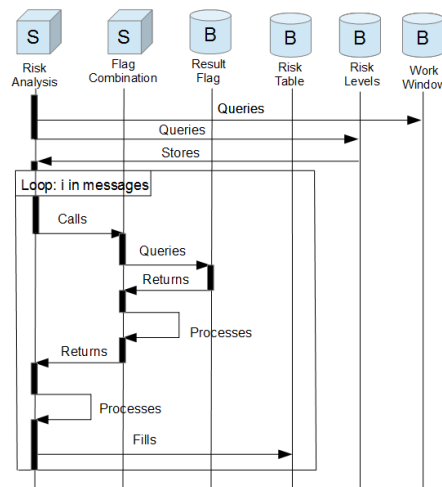 S
S
B
B
B
B
Risk
Analysis
Flag
Combination
Result
Flag
Risk
Table
Risk
Levels
Work
Window
Queries
Queries
Stores
Loop: i in messages
Calls
Queries
Returns
Processes
Returns
Processes
Fills